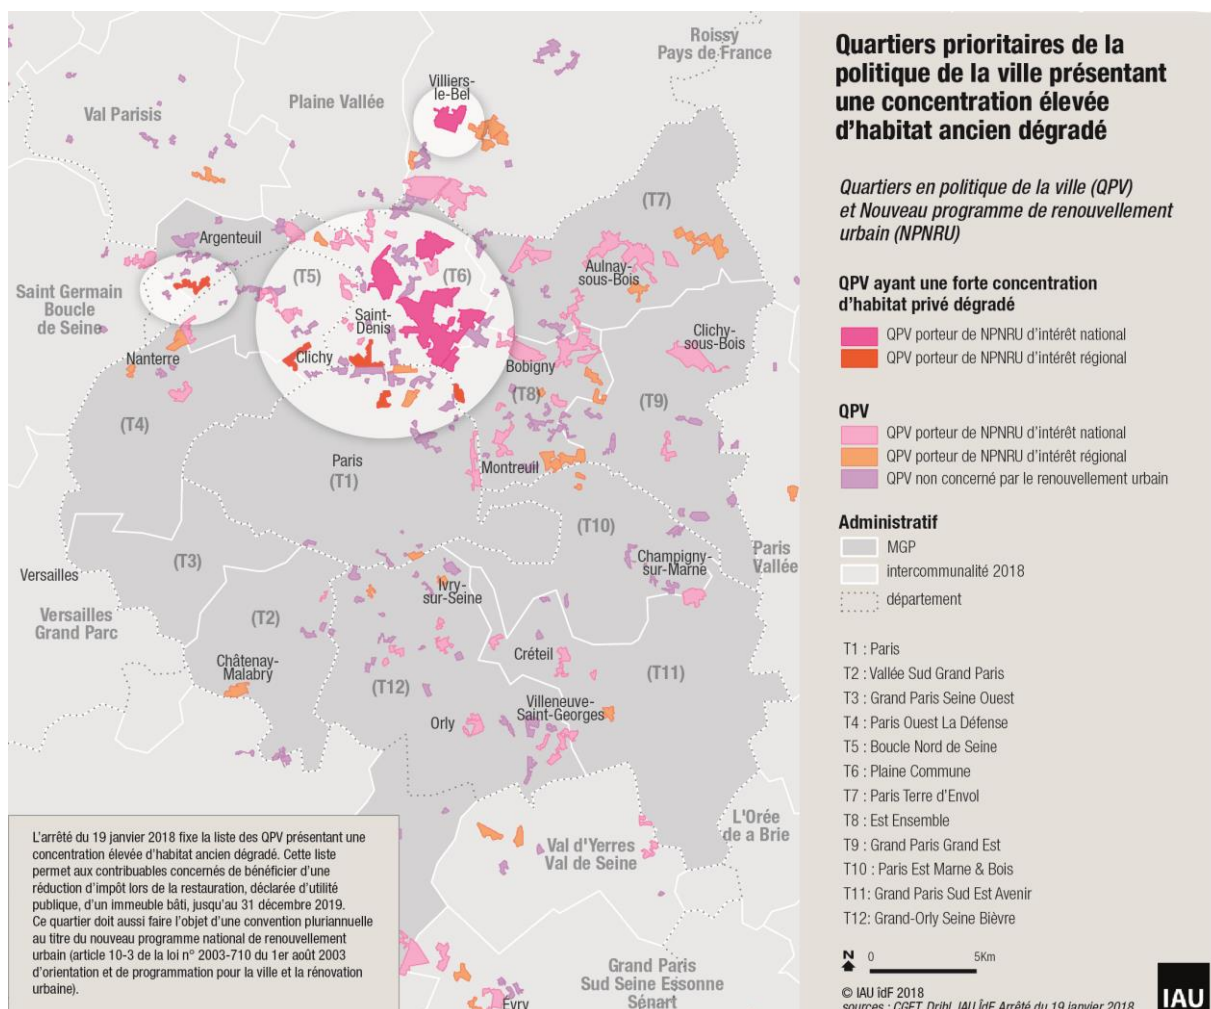 Roissy
Pays de France
Villiers-
le-Bel
Plaine Vallée
Val Parisis
(T7)
Argenteuil
(T5)
(T6)
Aulnay-
sous-Bois
Saint Germain
Boucle
de Seine
Saint-
Denis
Clichy-
sous-Bois
Nanterre
Clichy
Bobigny
(T8)
(T9)
(T4)
Paris
(T1)
Montreuil
(T10)
Champigny-
sur-Marne
Paris
Vallée
(T3)
Versailles
Ivry-
sur-Seine
Versailles
Grand Parc
(T2)
Châtenay-
Malabry
Créteil
(T11)
(T12)
Villeneuve-
Saint-Georges
Orly
L'Orée
de a Brie
Val d'Yerres
Val de Seine
Grand Paris
Sud Seine Essonne
Sénart
Evry
L'arrêté du 19 janvier 2018 fixe la liste des QPV présentant une
concentration élevée d'habitat ancien dégradé. Cette liste
permet aux contribuables concernés de bénéficier d'une
réduction d'impôt lors de la restauration, déclarée d'utilité
publique, d'un immeuble bâti, jusqu'au 31 décembre 2019.
Ce quartier doit aussi faire l'objet d'une convention pluriannuelle
au titre du nouveau programme national de renouvellement
urbain (article 10-3 de la loi n° 2003-710 du 1er août 2003
d'orientation et de programmation pour la ville et la rénovation
urbaine).
Quartiers prioritaires de la
politique de la ville présentant
une concentration élevée
d'habitat ancien dégradé
Quartiers en politique de la ville (QPV)
et Nouveau programme de renouvellement
urbain (NPNRU)
QPV ayant une forte concentration
d'habitat privé dégradé
QPV porteur de NPNRU d'intérêt national
QPV porteur de NPNRU d'intérêt régional
QPV
QPV porteur de NPNRU d'intérêt national
QPV porteur de NPNRU d'intérêt régional
QPV non concerné par le renouvellement urbain
Administratif
MGP
intercommunalité 2018
département
T1 : Paris
T2 : Vallée Sud Grand Paris
T3 : Grand Paris Seine Ouest
T4 : Paris Ouest La Défense
T5 : Boucle Nord de Seine
T6 : Plaine Commune
T7 : Paris Terre d'Envol
T8 : Est Ensemble
T9 : Grand Paris Grand Est
T10 : Paris Est Marne & Bois
T11: Grand Paris Sud Est Avenir
T12: Grand-Orly Seine Bièvre
N 0 5Km
© IAU îdF 2018
sources : CGET, Drihl, IAU ÎdF, Arrêté du 19 janvier 2018
IAU